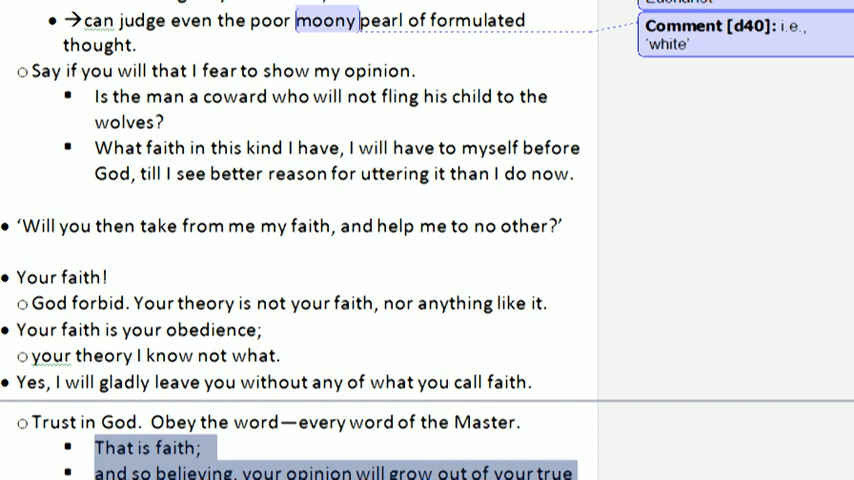 • →can judge even the poor moony pearl of formulated
thought.
○ Say if you will that I fear to show my opinion.
▪ Is the man a coward who will not fling his child to the
wolves?
▪ What faith in this kind I have, I will have to myself before
God, till I see better reason for uttering it than I do now.
• ‘Will you then take from me my faith, and help me to no other?’
• Your faith!
○ God forbid. Your theory is not your faith, nor anything like it.
• Your faith is your obedience;
○ your theory I know not what.
• Yes, I will gladly leave you without any of what you call faith.
○ Trust in God. Obey the word—every word of the Master.
▪ That is faith;
▪ and so believing, your opinion will grow out of your true
Comment [d40]: i.e.,
‘white’